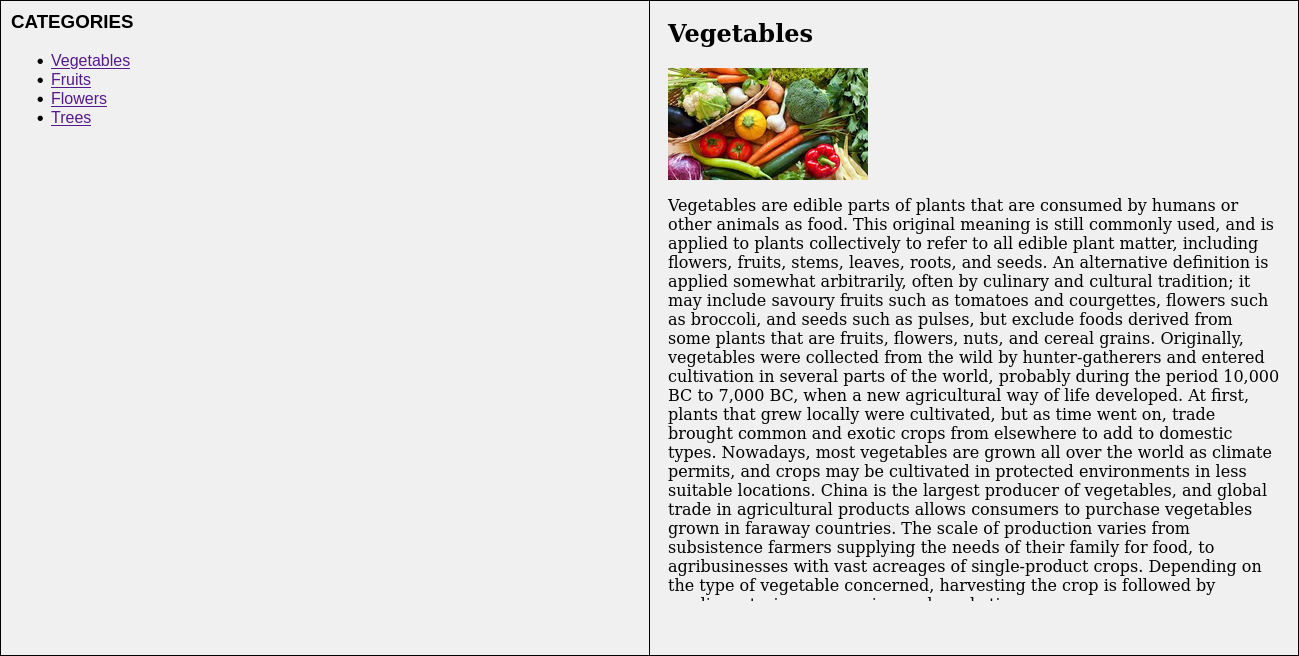 CATEGORIES
Vegetables
Fruits
Flowers
Trees
Vegetables
Vegetables are edible parts of plants that are consumed by humans or
other animals as food. This original meaning is still commonly used, and is
applied to plants collectively to refer to all edible plant matter, including
flowers, fruits, stems, leaves, roots, and seeds. An alternative definition is
applied somewhat arbitrarily, often by culinary and cultural tradition; it
may include savoury fruits such as tomatoes and courgettes, flowers such
as broccoli, and seeds such as pulses, but exclude foods derived from
some plants that are fruits, flowers, nuts, and cereal grains. Originally,
vegetables were collected from the wild by hunter-gatherers and entered
cultivation in several parts of the world, probably during the period 10,000
BC to 7,000 BC, when a new agricultural way of life developed. At first,
plants that grew locally were cultivated, but as time went on, trade
brought common and exotic crops from elsewhere to add to domestic
types. Nowadays, most vegetables are grown all over the world as climate
permits, and crops may be cultivated in protected environments in less
suitable locations. China is the largest producer of vegetables, and global
trade in agricultural products allows consumers to purchase vegetables
grown in faraway countries. The scale of production varies from
subsistence farmers supplying the needs of their family for food, to
agribusinesses with vast acreages of single-product crops. Depending on
the type of vegetable concerned, harvesting the crop is followed by